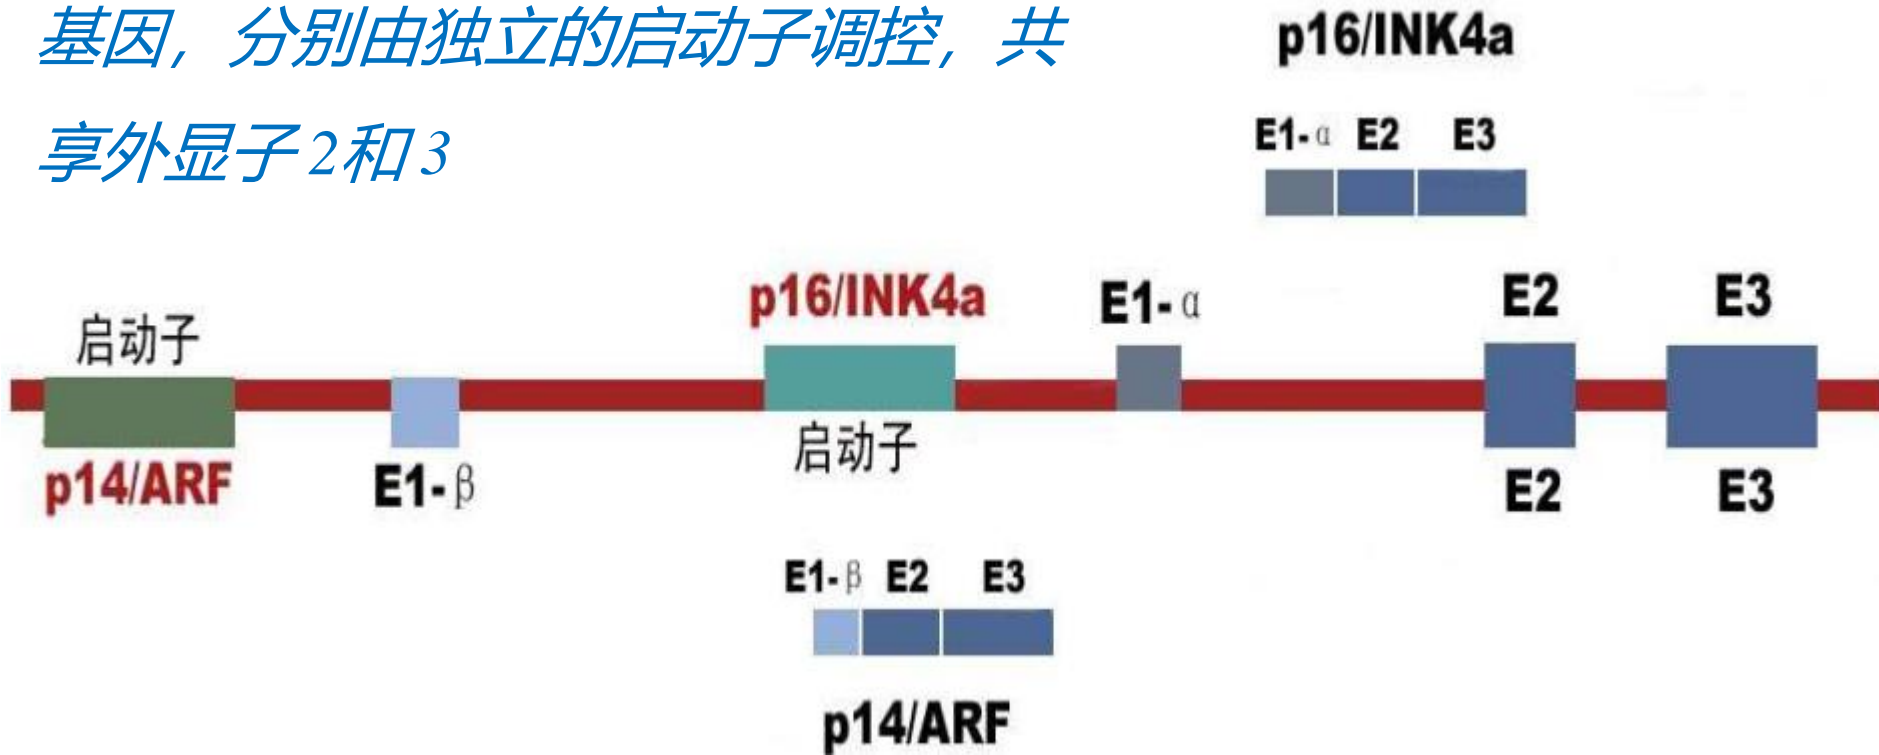 基因，分别由独立的启动子调控，共
享外显子2和3
p16/INK4a
E1-α E2 E3
启动子
p16/INK4a
E1-α
E2
E3
p14/ARF
E1-β
启动子
E2
E3
E1-β E2 E3
p14/ARF